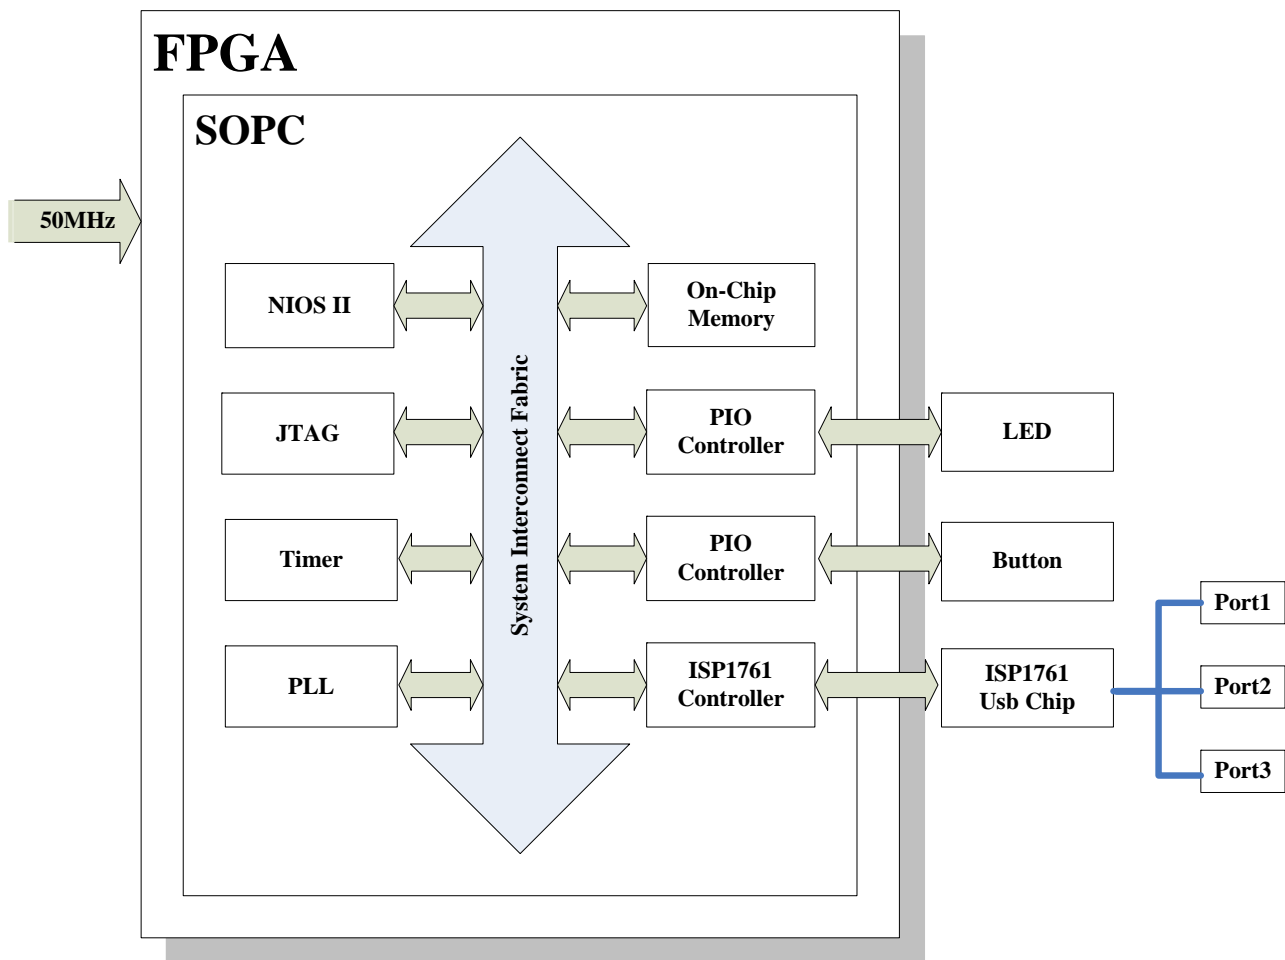 FPGA
SOPC
50MHz
NIOS II
On-Chip
Memory
JTAG
PIO
Controller
LED
Timer
PIO
Controller
Button
PLL
ISP1761
Controller
ISP1761
Usb Chip
System Interconnect Fabric
Port1
Port2
Port3